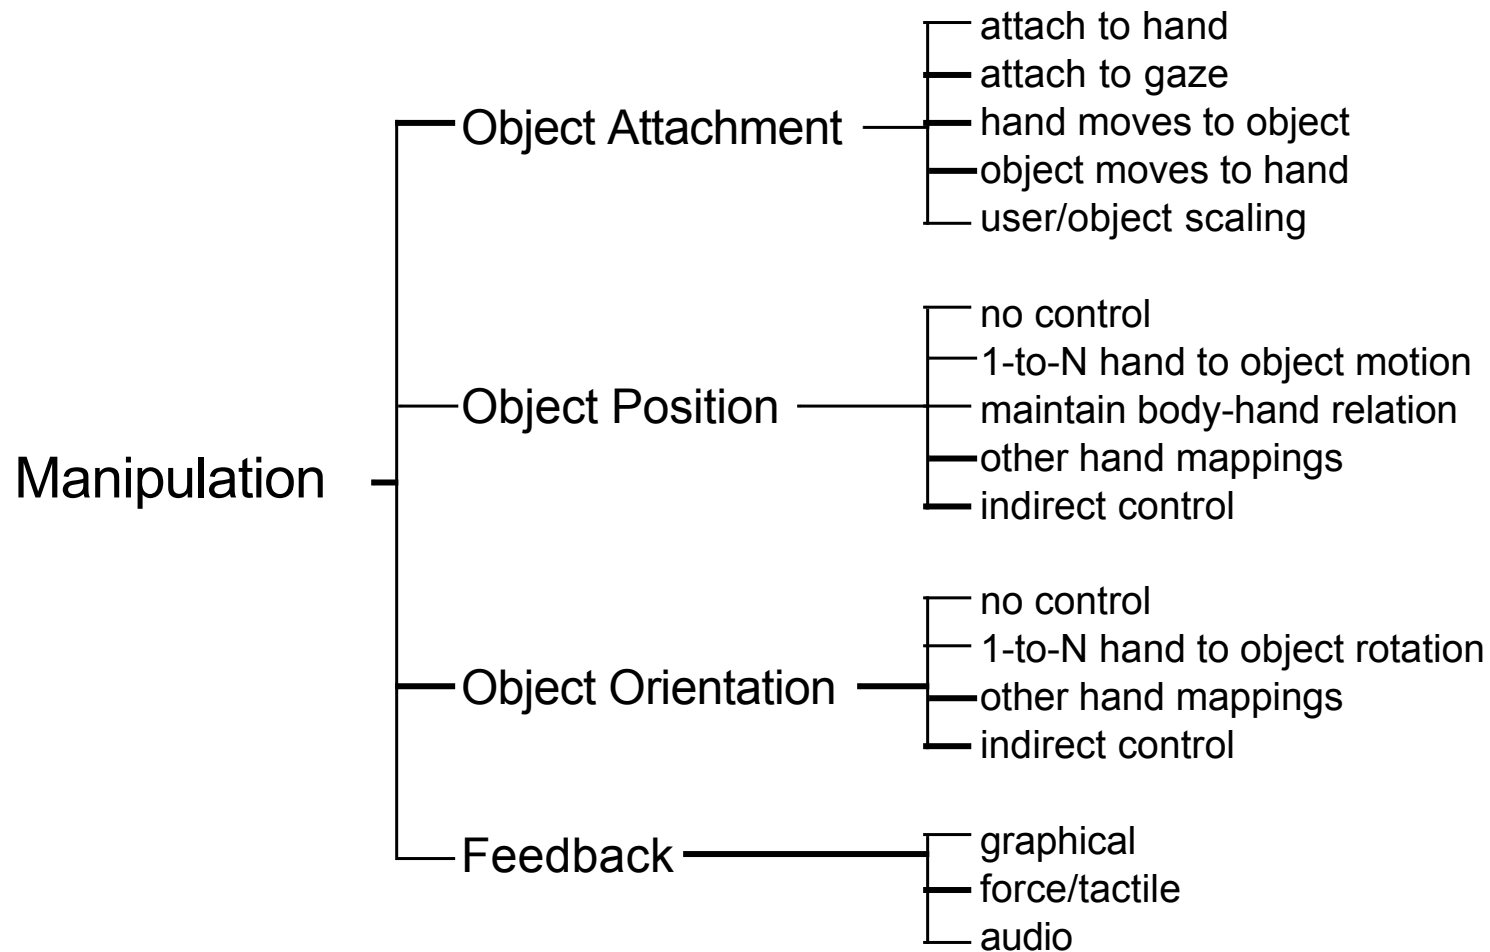 Manipulation
Object Attachment
attach to hand
attach to gaze
hand moves to object
object moves to hand
user/object scaling
Object Position
no control
1-to-N hand to object motion
maintain body-hand relation
other hand mappings
indirect control
Object Orientation
no control
1-to-N hand to object rotation
other hand mappings
indirect control
Feedback
graphical
force/tactile
audio